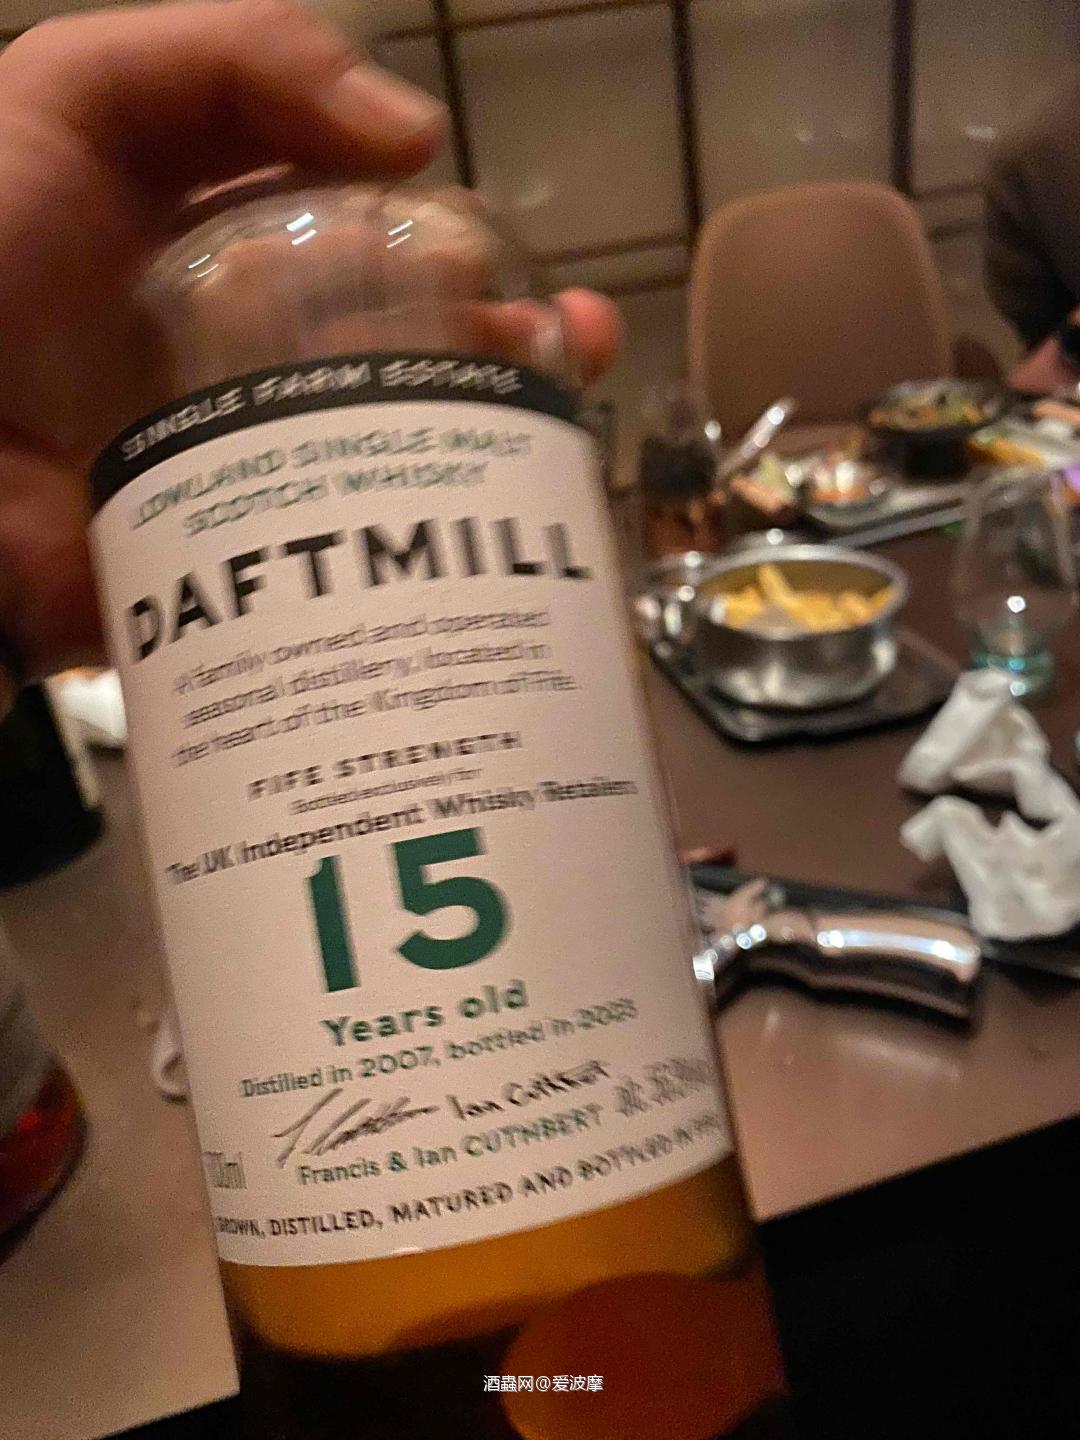 SINGLE FARM ESTATE
LOWLAND SINGLE MALT
SCOTCH WHISKY
DAFTMILL
A family owned and operated
seasonal distillery, located in
the heart of the Kingdom of Fife.
FIFE STRENGTH
Bottled exclusively for
The UK Independent Whisky Retailers
15
Years old
Distilled in 2007, bottled in 2023
Ian Cuthbert
Francis & Ian CUTHBERT
GROWN, DISTILLED, MATURED AND BOTTLED IN
酒蟲网@爱波摩